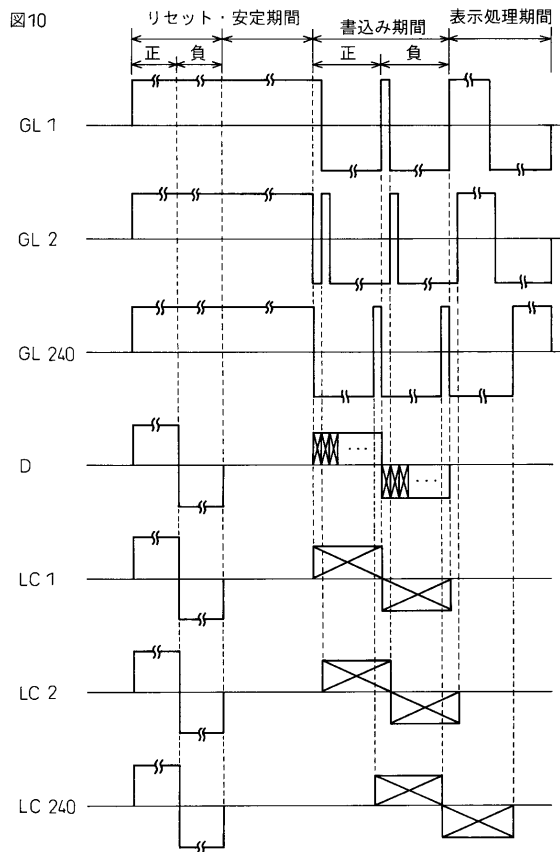 図10
リセット・安定期間
書込み期間
表示処理期間
正
負
正
負
GL 1
GL 2
GL 240
D
...
...
LC 1
LC 2
LC 240